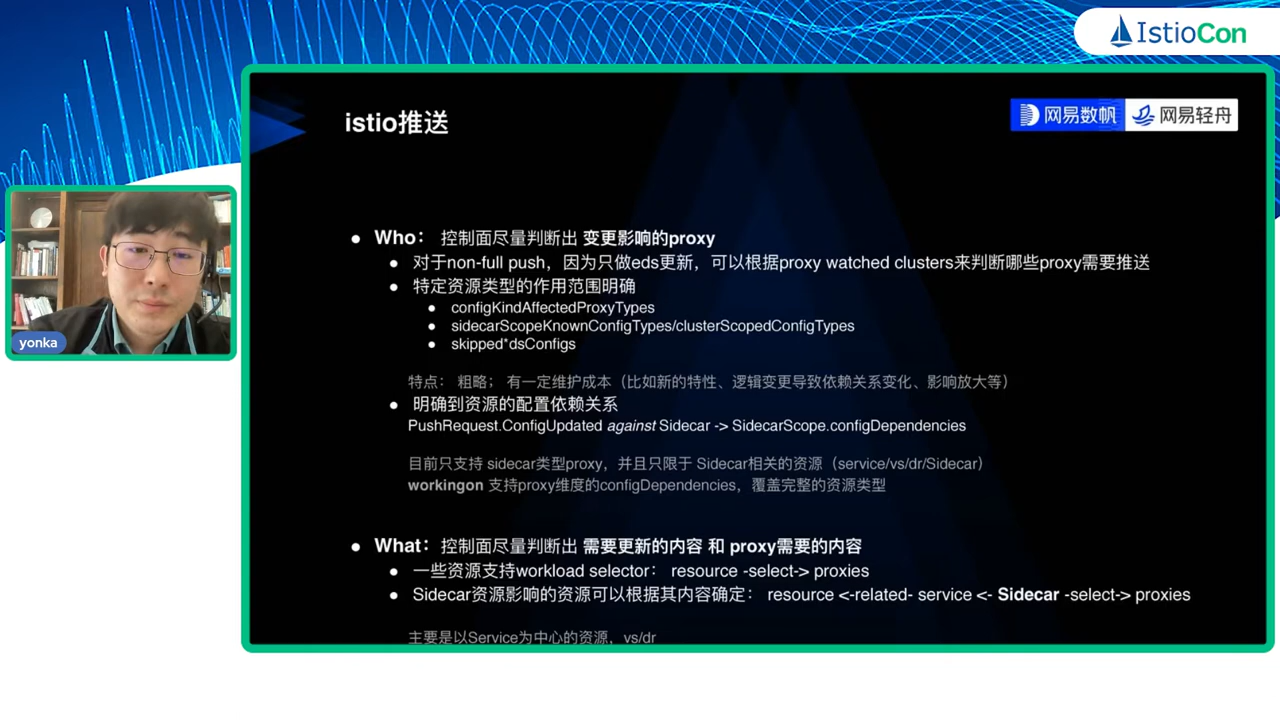 IstioCon
istio推送
网易数帆
网易轻舟
yonka
Who： 控制面尽量判断出 变更影响的proxy
对于non-full push，因为只做eds更新，可以根据proxy watched clusters来判断哪些proxy需要推送
特定资源类型的作用范围明确
configKindAffectedProxyTypes
sidecarScopeKnownConfigTypes/clusterScopedConfigTypes
skipped*dsConfigs
特点： 粗略； 有一定维护成本（比如新的特性、逻辑变更导致依赖关系变化、影响放大等）
明确到资源的配置依赖关系
PushRequest.ConfigUpdated against Sidecar -> SidecarScope.configDependencies
目前只支持 sidecar类型proxy，并且只限于 Sidecar相关的资源（service/vs/dr/Sidecar）
workingon 支持proxy维度的configDependencies，覆盖完整的资源类型
What： 控制面尽量判断出 需要更新的内容 和 proxy需要的内容
一些资源支持workload selector： resource -select-> proxies
Sidecar资源影响的资源可以根据其内容确定： resource <-related- service <- Sidecar -select-> proxies
主要是以Service为中心的资源，vs/dr